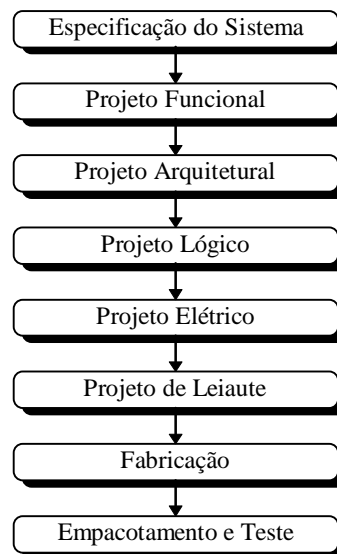 Especificação do Sistema
Projeto Funcional
Projeto Arquitetural
Projeto Lógico
Projeto Elétrico
Projeto de Leiaute
Fabricação
Empacotamento e Teste